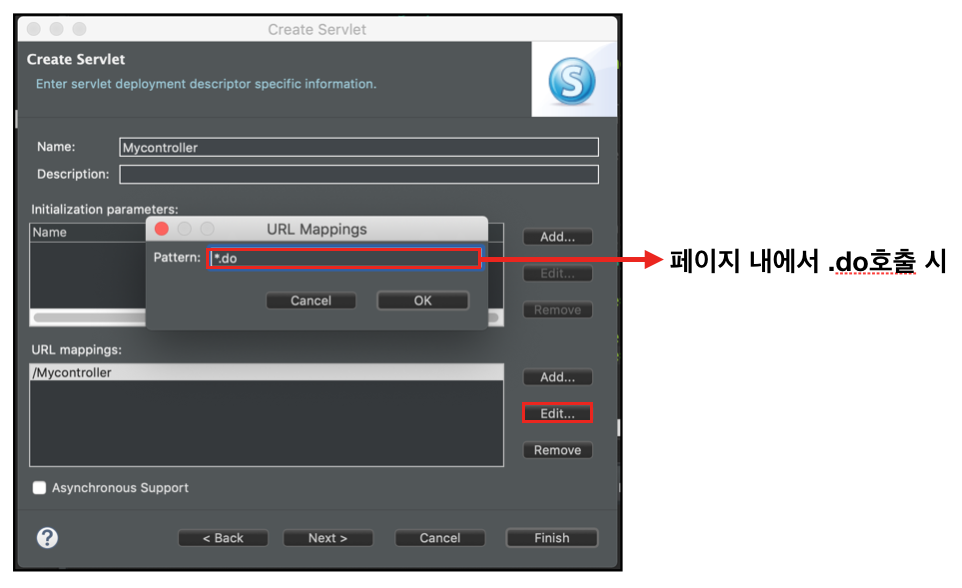 Create Servlet
Create Servlet
Enter servlet deployment descriptor specific information.
S
Name: Mycontroller
Description:
Initialization parameters:
Name
Add...
Edit...
Remove
URL Mappings
Pattern: *.do
Cancel OK
페이지 내에서 .do호출 시
URL mappings:
/Mycontroller
Add...
Edit...
Remove
Asynchronous Support
? < Back Next > Cancel Finish